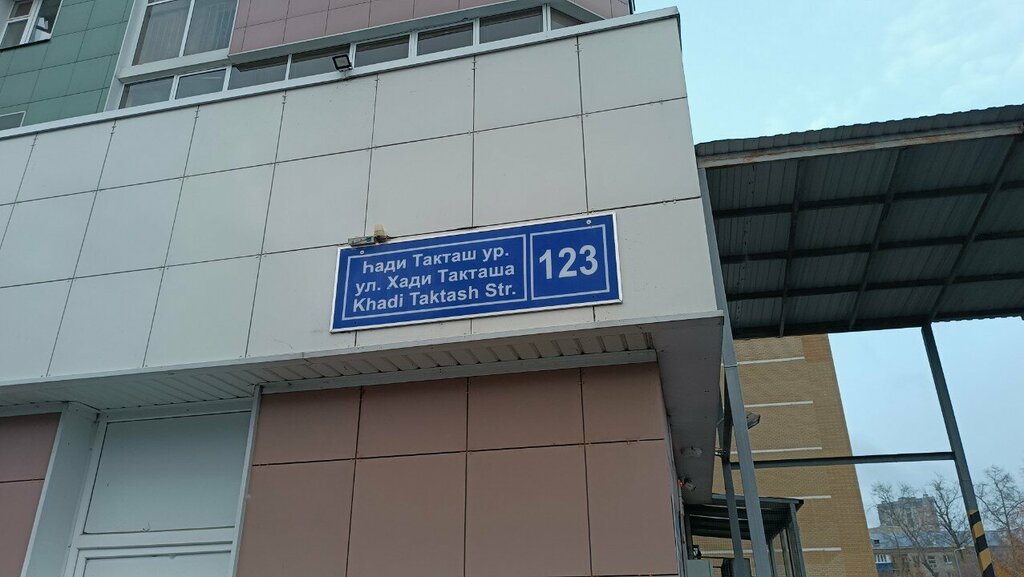 Һади Такташ ур.
ул. Хади Такташа
Khadi Taktash Str.
123